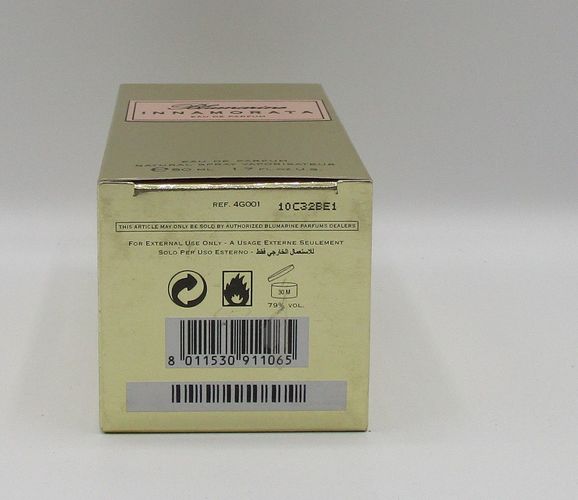 Blumarine
INNAMORATA
EAU DE PARFUM
EAU DE PARFUM
NATURAL SPRAY VAPORISATEUR
℮50 ML 1.7 FL.OZ U.S.
REF. 4G001 10C32BE1
THIS ARTICLE MAY ONLY BE SOLD BY AUTHORIZED BLUMARINE PARFUMS DEALERS
FOR EXTERNAL USE ONLY - A USAGE EXTERNE SEULEMENT
SOLO PER USO ESTERNO - للاستعمال الخارجي فقط
30 M
79% VOL.
8 011530 911065